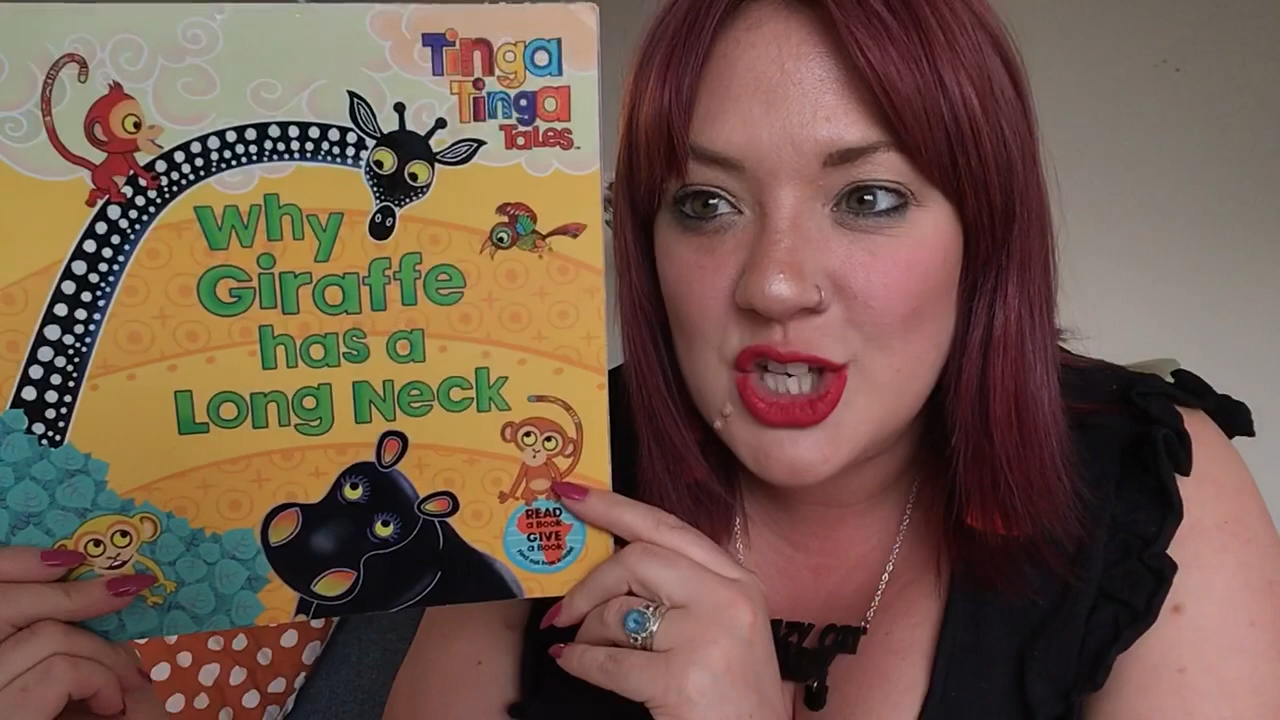 Tinga
Tinga
Tales
Why
Giraffe
has a
Long Neck
READ
a Book
GIVE
a Book